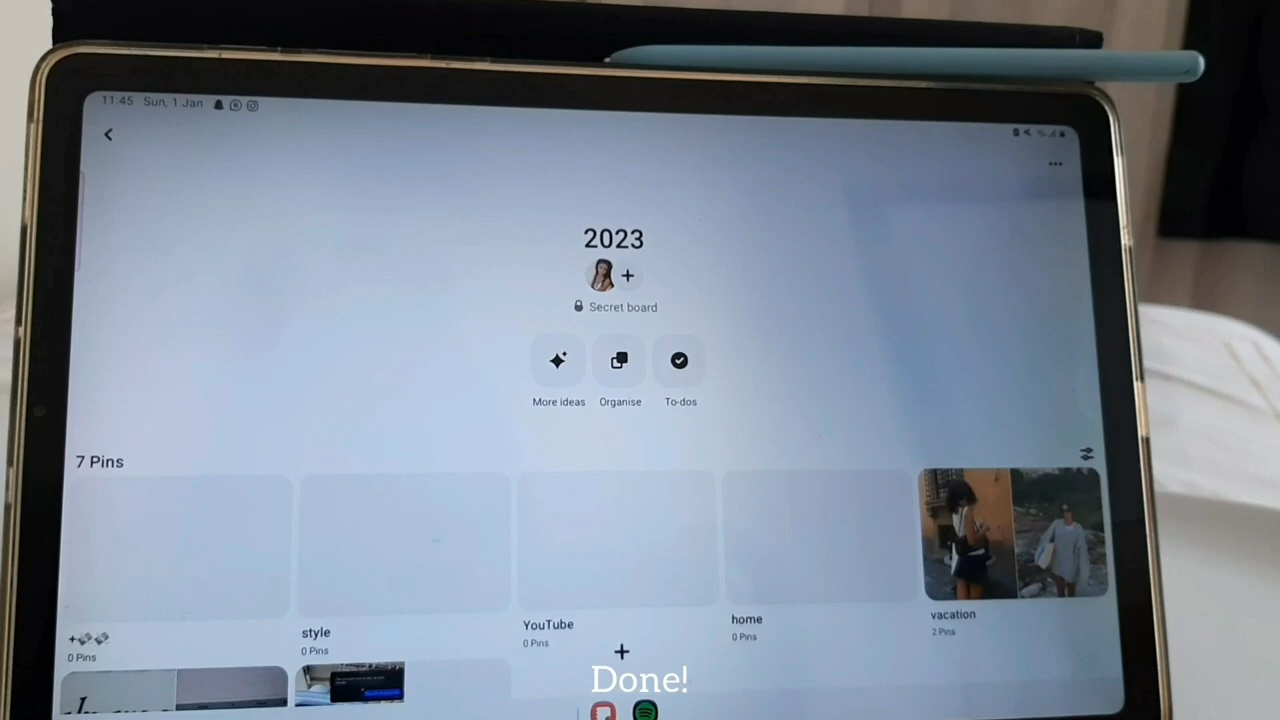 11:45 Sun, 1 Jan
2023
Secret board
More ideas
Organise
To-dos
7 Pins
0 Pins
style
0 Pins
YouTube
0 Pins
home
0 Pins
vacation
2 Pins
Done!